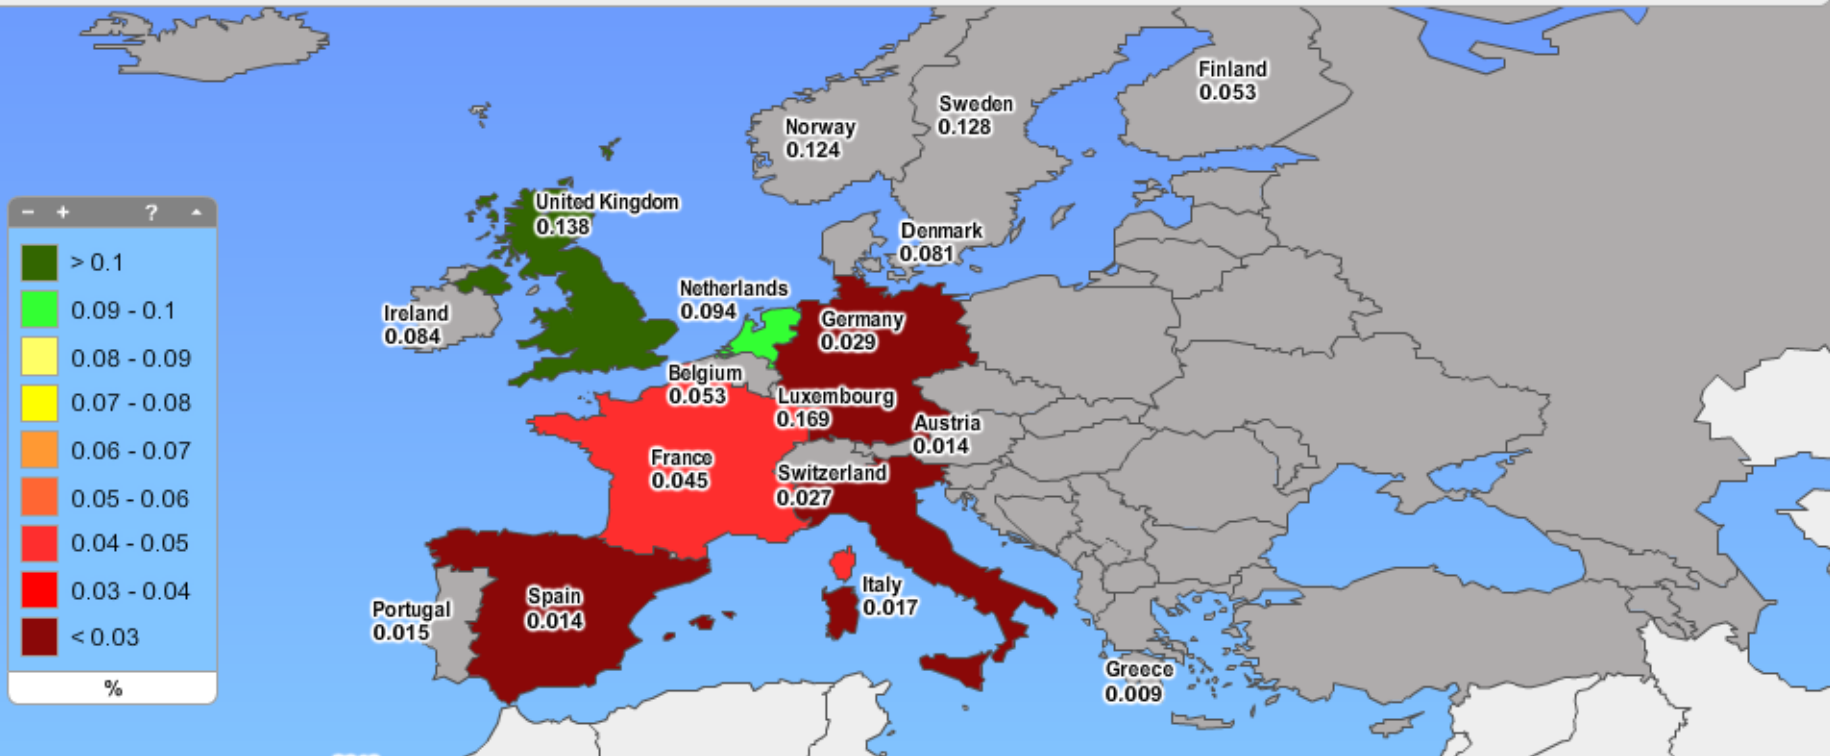 Finland
0.053
Sweden
0.128
Norway
0.124
United Kingdom
0.138
Denmark
0.081
Netherlands
0.094
Ireland
0.084
Germany
0.029
Belgium
0.053
Luxembourg
0.169
Austria
0.014
France
0.045
Switzerland
0.027
Italy
0.017
Spain
0.014
Portugal
0.015
Greece
0.009
− + ?
> 0.1
0.09 - 0.1
0.08 - 0.09
0.07 - 0.08
0.06 - 0.07
0.05 - 0.06
0.04 - 0.05
0.03 - 0.04
< 0.03
%